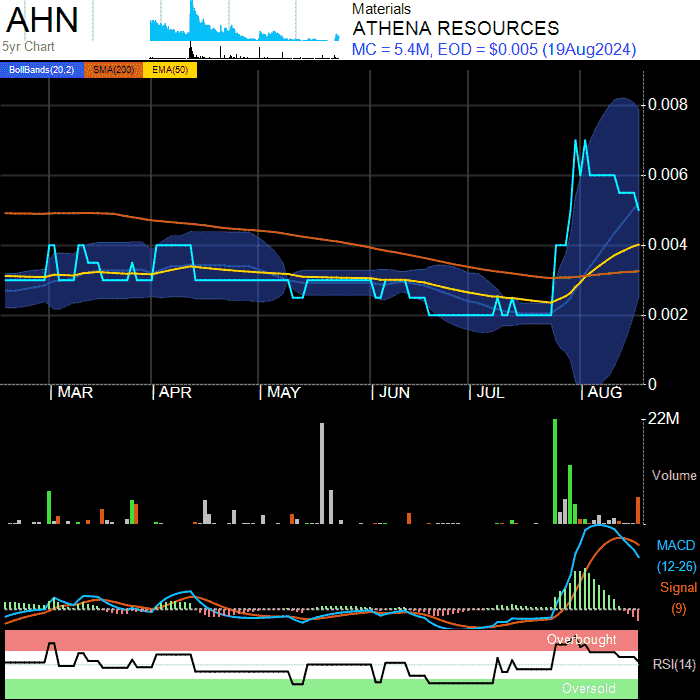 AHN
5yr Chart
Materials
ATHENA RESOURCES
MC = 5.4M, EOD = $0.005 (19Aug2024)
BollBands(20,2) SMA(200) EMA(50)
0.008
0.006
0.004
0.002
0
MAR APR MAY JUN JUL AUG
22M
Volume
MACD
(12-26)
Signal
(9)
Overbought
RSI(14)
Oversold